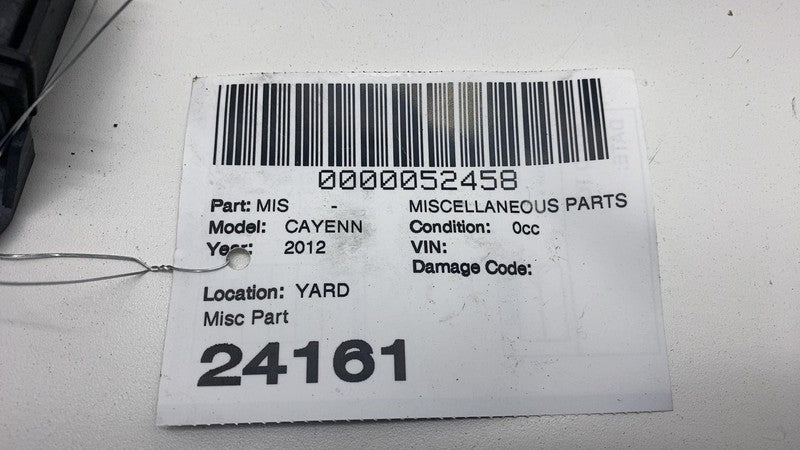 0000052458
Part: MIS - MISCELLANEOUS PARTS
Model: CAYENN Condition: 0cc
Year: 2012 VIN:
Damage Code:
Location: YARD
Misc Part
24161